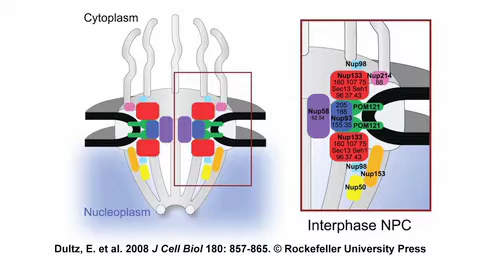 Cytoplasm
Nucleoplasm
Nup98
Nup133
160 107 75
Sec13 Seh1
96 37 43
Nup214
88
Nup58
62 54
205
188
Nup93
155 35
POM121
POM121
Nup133
160 107 75
Sec13 Seh1
96 37 43
Nup98
Nup153
Nup50
Interphase NPC
Dultz, E. et al. 2008 J Cell Biol 180: 857-865. © Rockefeller University Press